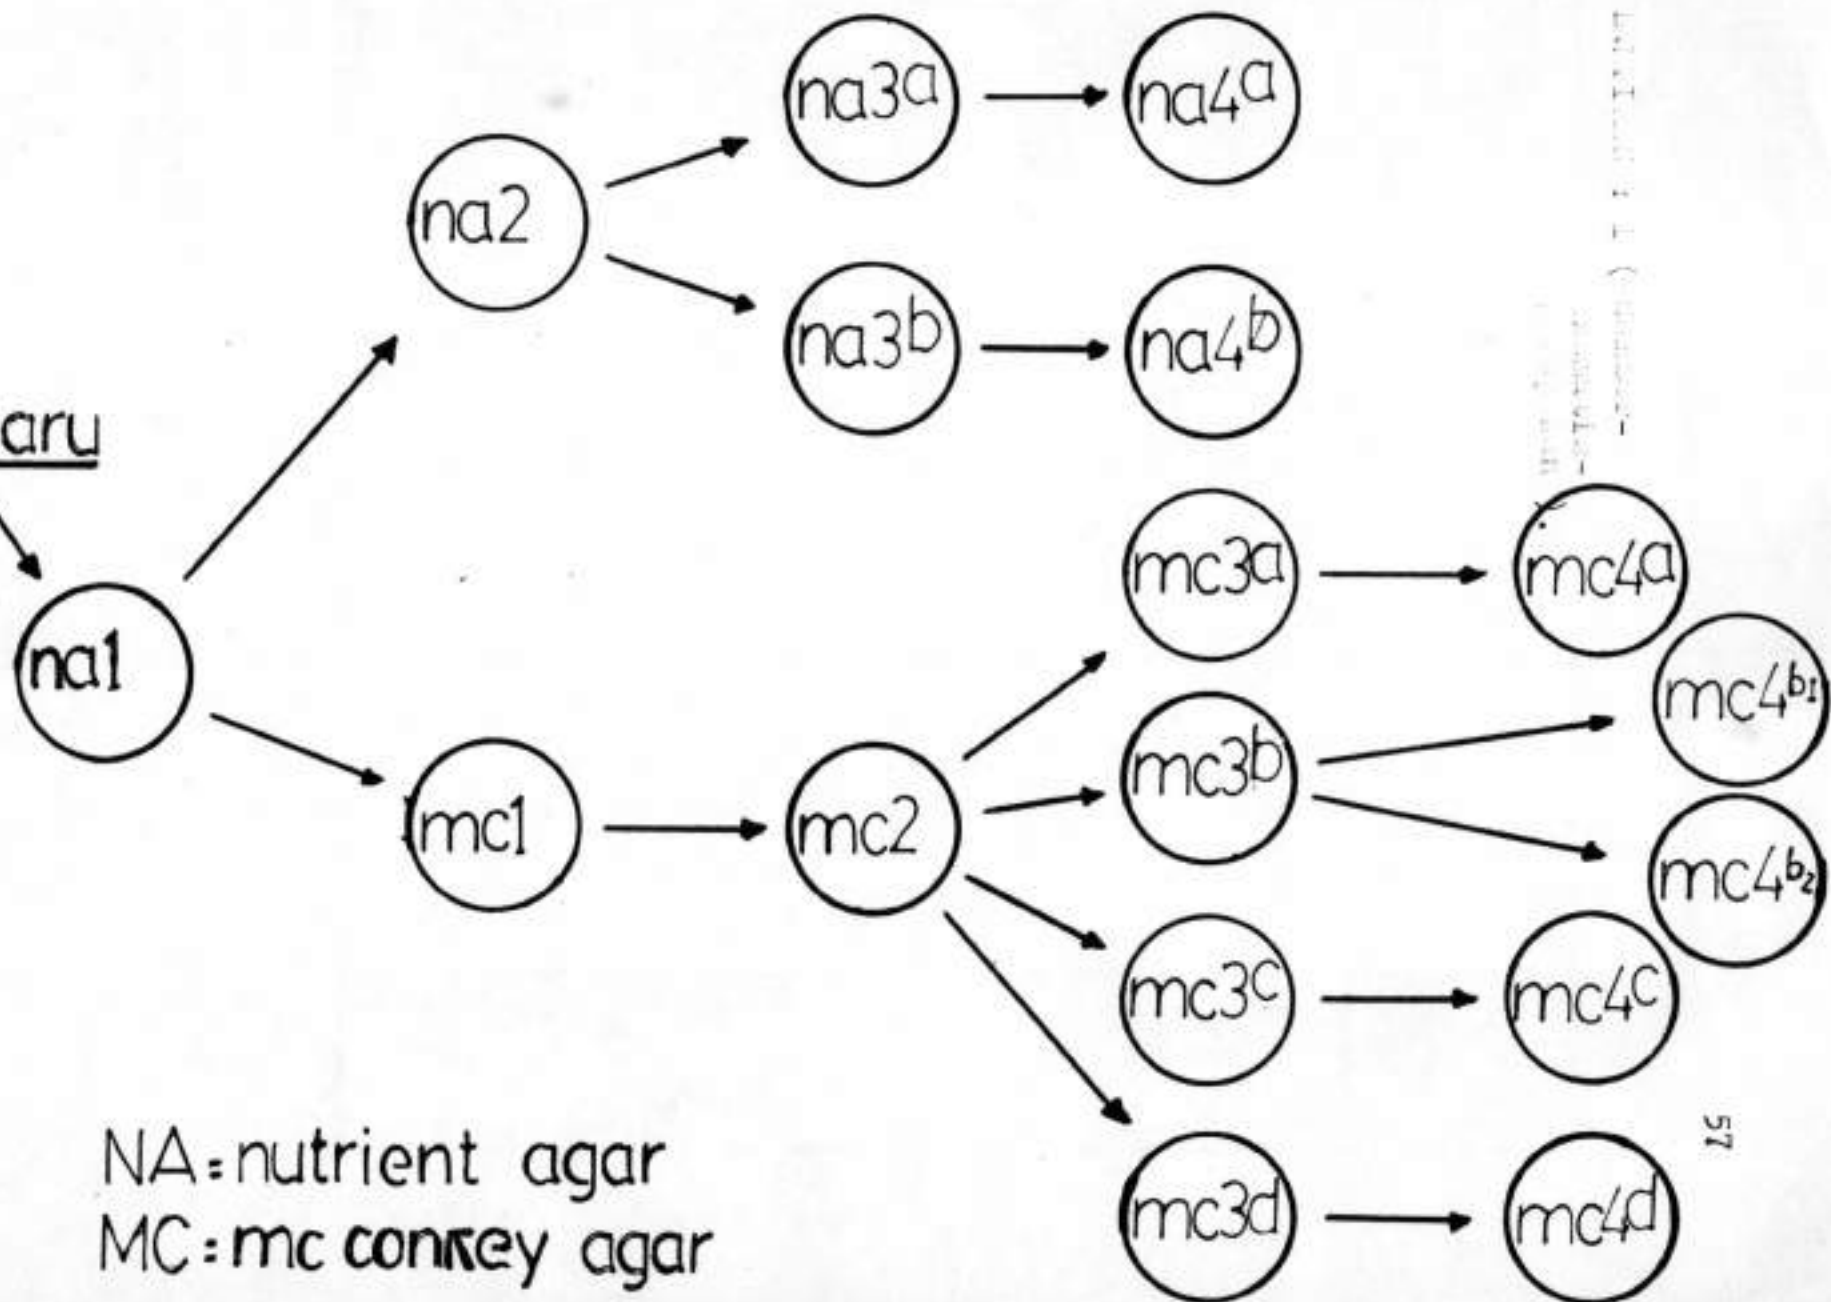 na3a
na4a
na2
na3b
na4b
aru
mc3a
mc4a
na1
mc4b1
mc3b
mc1
mc2
mc4b2
mc3c
mc4c
57
NA:nutrient agar
mc3d
mc4d
MC:mc conkey agar